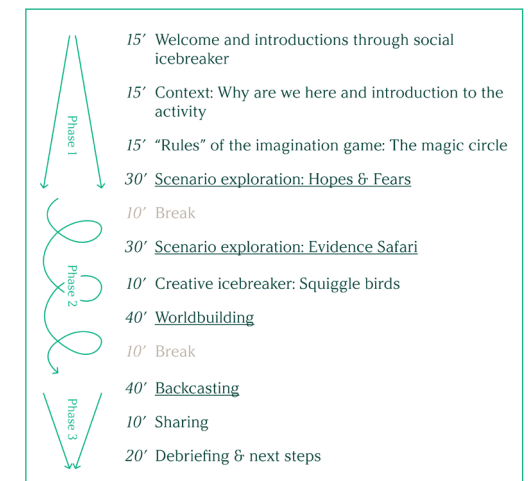 15’ Welcome and introductions through social
icebreaker
15’ Context: Why are we here and introduction to the
activity
15’ “Rules” of the imagination game: The magic circle
30’ Scenario exploration: Hopes & Fears
10’ Break
30’ Scenario exploration: Evidence Safari
10’ Creative icebreaker: Squiggle birds
40’ Worldbuilding
10’ Break
40’ Backcasting
10’ Sharing
20’ Debriefing & next steps
Phase 1
Phase 2
Phase 3